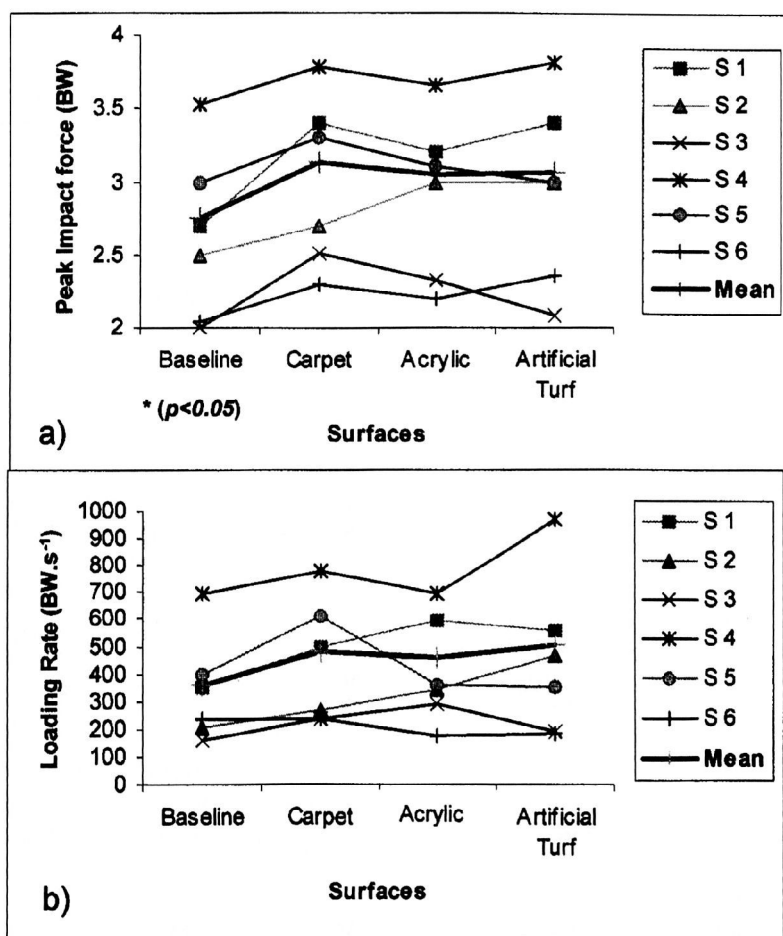 4
3.5
3
2.5
2
Peak Impact force (BW)
Baseline
Carpet
Acrylic
Artificial
Turf
* (p<0.05)
Surfaces
a)
S 1
S 2
S 3
S 4
S 5
S 6
Mean
1000
900
800
700
600
500
400
300
200
100
0
Loading Rate (BW.s-1)
Baseline
Carpet
Acrylic
Artificial
Turf
Surfaces
b)
S 1
S 2
S 3
S 4
S 5
S 6
Mean